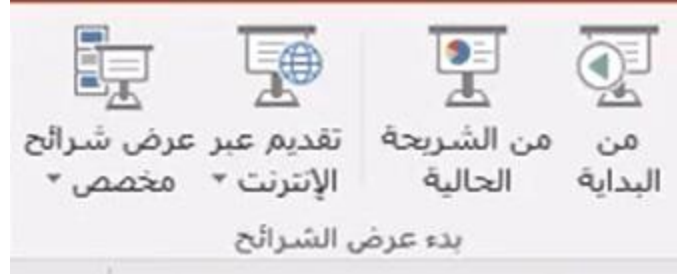 من البداية
من الشريحة الحالية
تقديم عبر الإنترنت
عرض شرائح مخصص
بدء عرض الشرائح